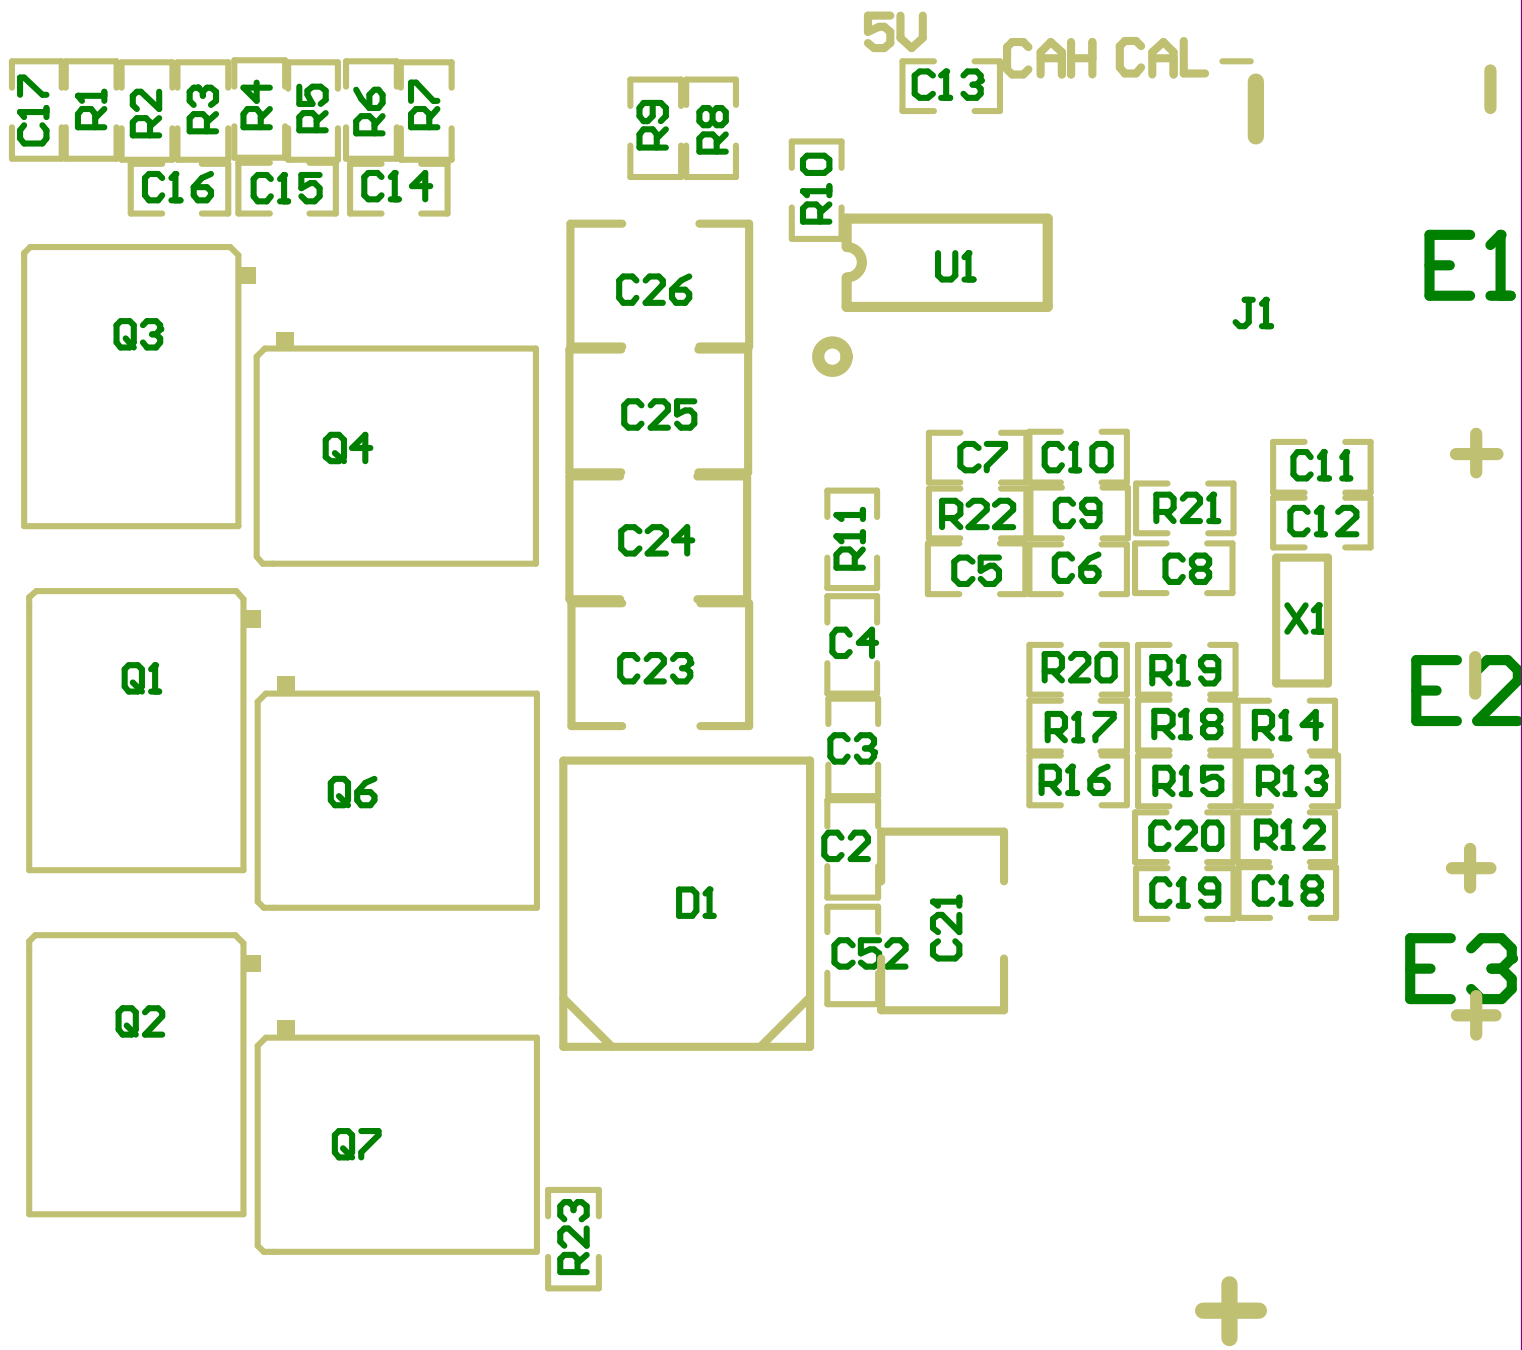 5V
CAH CAL_
C17 R1 R2 R3 R4 R5 R6 R7 R9 R8 C13
C16 C15 C14 R10
E1
U1
C26 J1
Q3
C25
Q4
C7 C10 C11
R22 C9 R21 C12
C24 R11 C5 C6 C8
X1
C4
Q1 C23 R20 R19 E2
C3 R17 R18 R14
Q6 R16 R15 R13
C2 C20 R12
D1 C19 C18
C21
C52 E3
Q2
Q7
R23